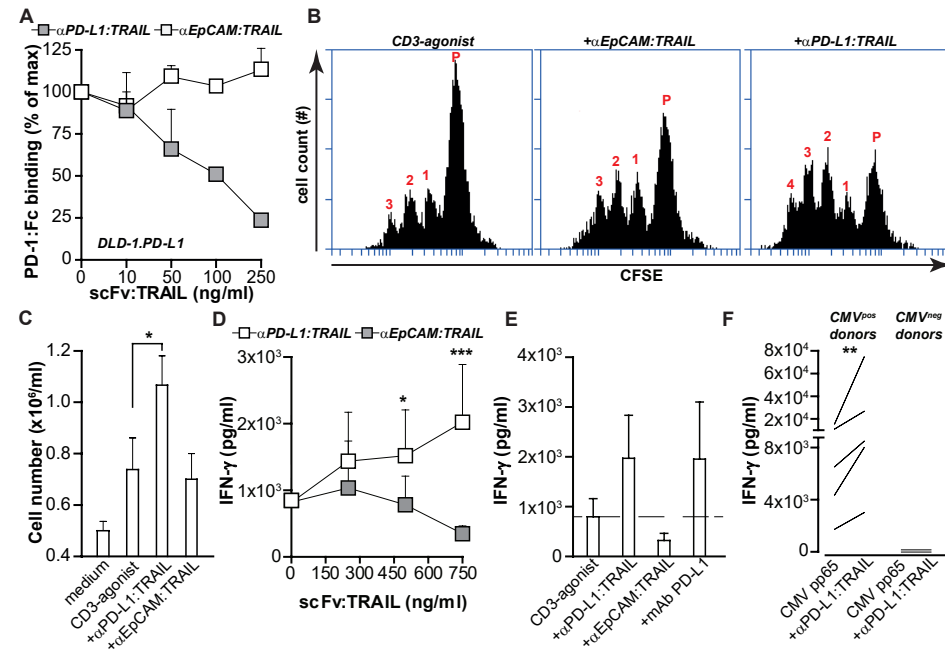 A
αPD-L1:TRAIL αEpCAM:TRAIL
PD-1:Fc binding (% of max)
125
100
75
50
25
0
DLD-1.PD-L1
0 10 50 100 250
scFv:TRAIL (ng/ml)
B
CD3-agonist +αEpCAM:TRAIL +αPD-L1:TRAIL
cell count (#)
P
3 2 1
P
3 2 1
P
4 3 2 1
CFSE
C
Cell number (x10⁶/ml)
1.2
1.0
0.8
0.6
0.4
*
medium
CD3-agonist
+αPD-L1:TRAIL
+αEpCAM:TRAIL
D
αPD-L1:TRAIL αEpCAM:TRAIL
IFN-γ (pg/ml)
3x10³
2x10³
1x10³
0
*
***
0 150 300 450 600 750
scFv:TRAIL (ng/ml)
E
IFN-γ (pg/ml)
4x10³
3x10³
2x10³
1x10³
0
CD3-agonist
+αPD-L1:TRAIL
+αEpCAM:TRAIL
+mAb PD-L1
F
CMVᵖᵒˢ CMVⁿᵉᵍ
donors donors
**
IFN-γ (pg/ml)
8x10⁴
6x10⁴
4x10⁴
2x10⁴
8x10³
4x10³
0
CMV pp65
+αPD-L1:TRAIL
CMV pp65
+αPD-L1:TRAIL